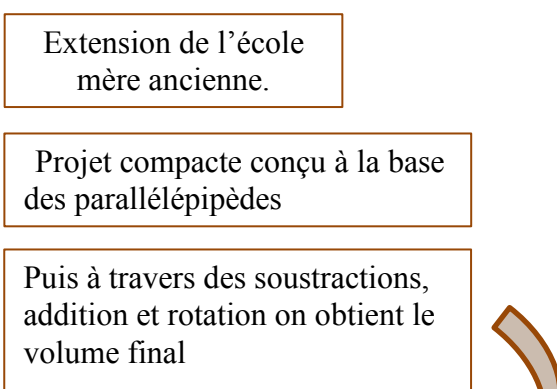 Extension de l’école
mère ancienne.
Projet compacte conçu à la base
des parallélépipèdes
Puis à travers des soustractions,
addition et rotation on obtient le
volume final